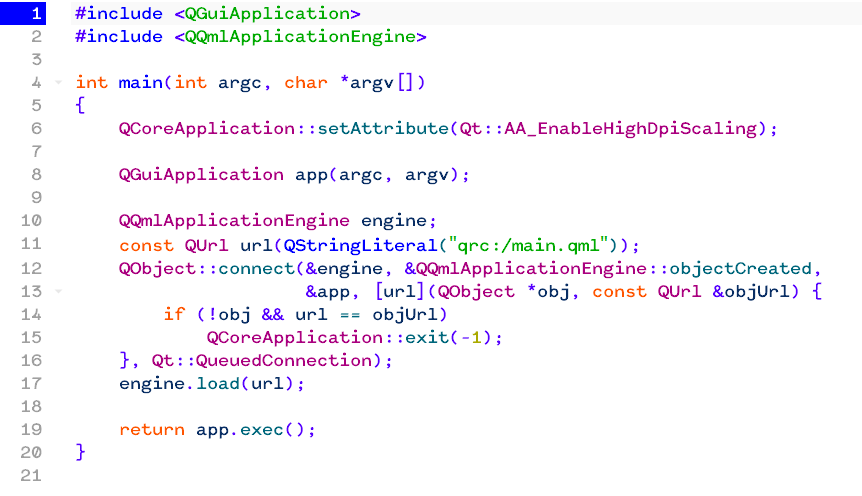 1 #include <QGuiApplication>
2 #include <QQmlApplicationEngine>
3
4 int main(int argc, char *argv[])
5 {
6     QCoreApplication::setAttribute(Qt::AA_EnableHighDpiScaling);
7
8     QGuiApplication app(argc, argv);
9
10     QQmlApplicationEngine engine;
11     const QUrl url(QStringLiteral("qrc:/main.qml"));
12     QObject::connect(&engine, &QQmlApplicationEngine::objectCreated,
13                      &app, [url](QObject *obj, const QUrl &objUrl) {
14         if (!obj && url == objUrl)
15             QCoreApplication::exit(-1);
16     }, Qt::QueuedConnection);
17     engine.load(url);
18
19     return app.exec();
20 }
21